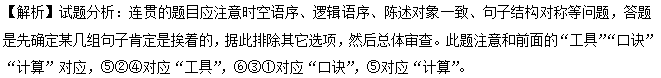 【解析】试题分析：连贯的题目应注意时空语序、逻辑语序、陈述对象一致、句子结构对称等问题，答题
是先确定某几组句子肯定是挨着的，据此排除其它选项，然后总体审查。此题注意和前面的“工具”“口诀”
“计算”对应，⑤②④对应“工具”，⑥③①对应“口诀”，⑤对应“计算”。